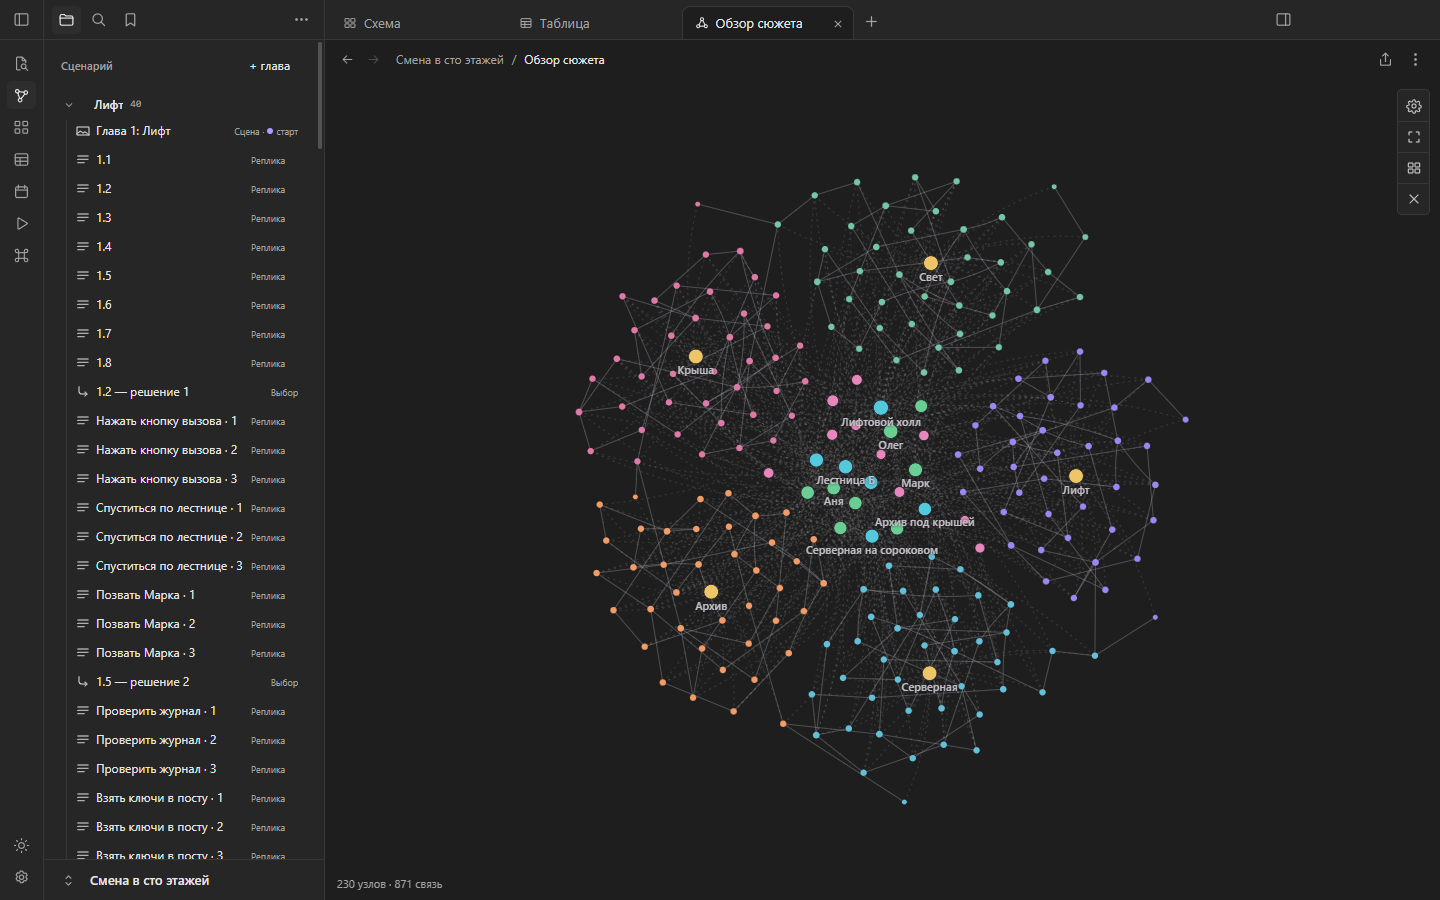 Схема
Таблица
Обзор сюжета
Смена в сто этажей / Обзор сюжета
Сценарий
+ глава
Лифт 40
Глава 1: Лифт Сцена · старт
1.1 Реплика
1.2 Реплика
1.3 Реплика
1.4 Реплика
1.5 Реплика
1.6 Реплика
1.7 Реплика
1.8 Реплика
1.2 — решение 1 Выбор
Нажать кнопку вызова · 1 Реплика
Нажать кнопку вызова · 2 Реплика
Нажать кнопку вызова · 3 Реплика
Спуститься по лестнице · 1 Реплика
Спуститься по лестнице · 2 Реплика
Спуститься по лестнице · 3 Реплика
Позвать Марка · 1 Реплика
Позвать Марка · 2 Реплика
Позвать Марка · 3 Реплика
1.5 — решение 2 Выбор
Проверить журнал · 1 Реплика
Проверить журнал · 2 Реплика
Проверить журнал · 3 Реплика
Взять ключи в посту · 1 Реплика
Взять ключи в посту · 2 Реплика
Взять ключи в посту · 3 Реплика
Смена в сто этажей
Свет
Крыша
Лифтовой холл
Олег
Лестница Б
Марк
Лифт
Аня
Архив под крышей
Серверная на сороковом
Архив
Серверная
230 узлов · 871 связь